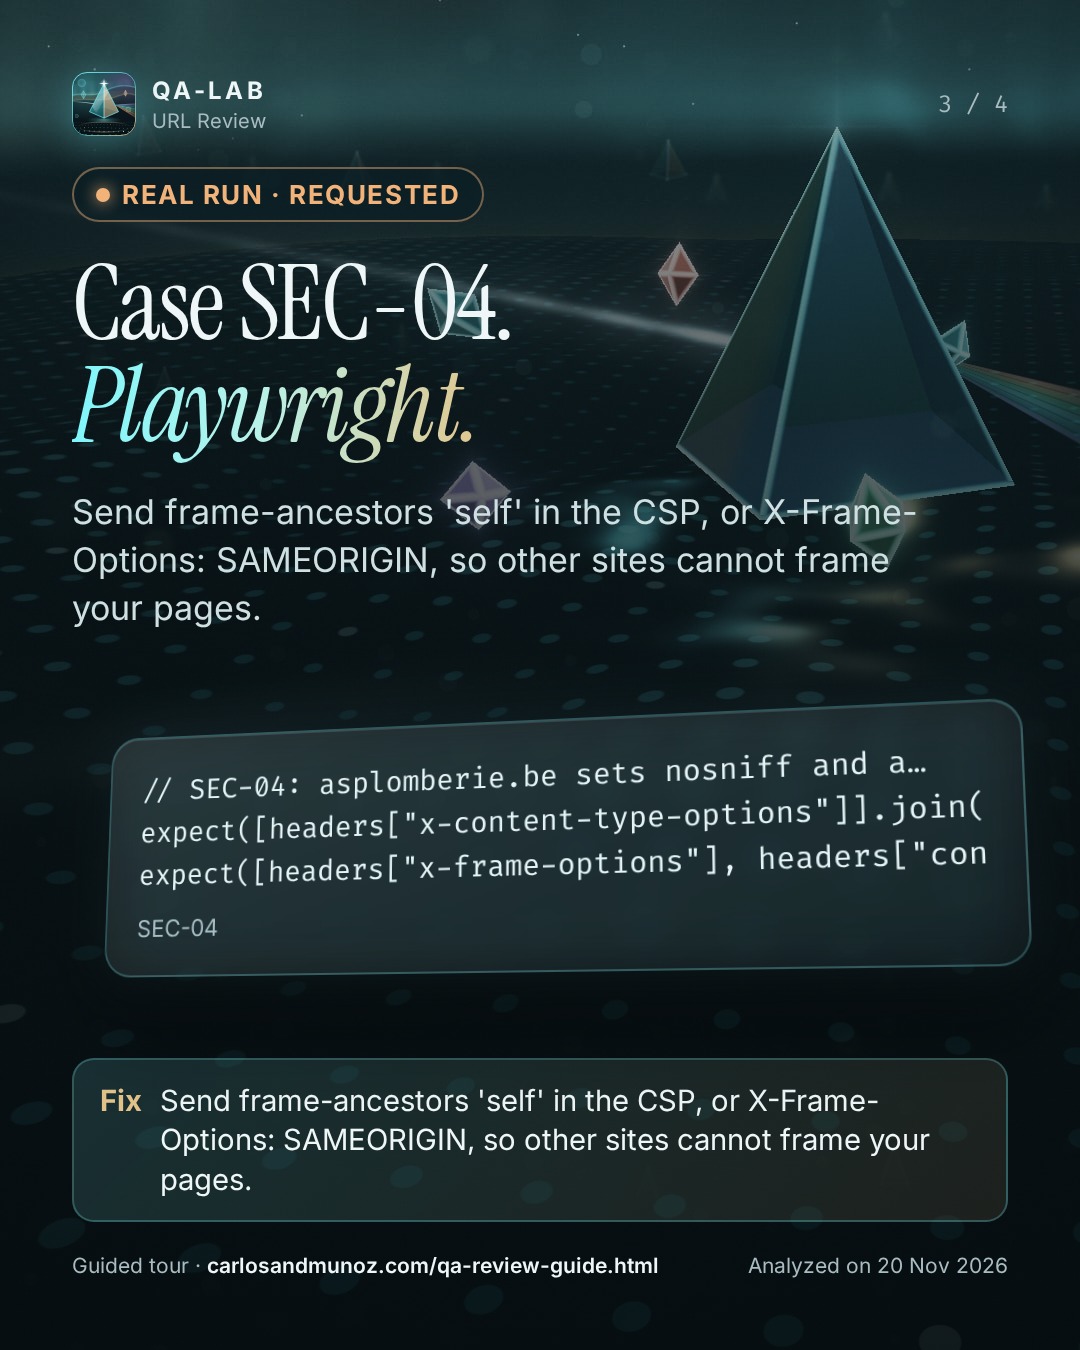 QA-LAB
URL Review
3 / 4
REAL RUN · REQUESTED
Case SEC-04.
Playwright.
Send frame-ancestors 'self' in the CSP, or X-Frame-
Options: SAMEORIGIN, so other sites cannot frame
your pages.
// SEC-04: asplomberie.be sets nosniff and a…
expect([headers["x-content-type-options"]].join(
expect([headers["x-frame-options"], headers["con
SEC-04
Fix Send frame-ancestors 'self' in the CSP, or X-Frame-
Options: SAMEORIGIN, so other sites cannot frame your
pages.
Guided tour · carlosandmunoz.com/qa-review-guide.html
Analyzed on 20 Nov 2026